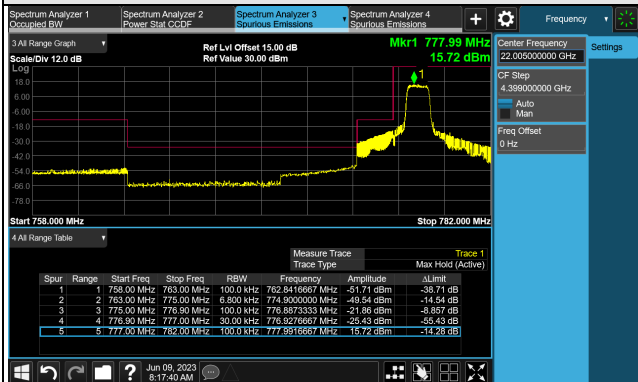 Spectrum Analyzer 1
Occupied BW
Spectrum Analyzer 2
Power Stat CCDF
Spectrum Analyzer 3
Spurious Emissions
Spectrum Analyzer 4
Spurious Emissions
+
Frequency
3 All Range Graph
Ref Lvl Offset 15.00 dB
Mkr1 777.99 MHz
Scale/Div 12.0 dB
Ref Value 30.00 dBm
15.72 dBm
Log
18.0
6.00
-6.00
-18.0
-30.0
-42.0
-54.0
-66.0
-78.0
1
Start 758.000 MHz
Stop 782.000 MHz
4 All Range Table
Measure Trace
Trace 1
Trace Type
Max Hold (Active)
Spur Range Start Freq Stop Freq RBW Frequency Amplitude ΔLimit
1 1 758.00 MHz 763.00 MHz 100.0 kHz 762.8416667 MHz -51.71 dBm -38.71 dB
2 2 763.00 MHz 775.00 MHz 6.800 kHz 774.9000000 MHz -49.54 dBm -14.54 dB
3 3 775.00 MHz 776.90 MHz 100.0 kHz 776.8873333 MHz -21.86 dBm -8.857 dB
4 4 776.90 MHz 777.00 MHz 30.00 kHz 776.9276667 MHz -25.43 dBm -55.43 dB
5 5 777.00 MHz 782.00 MHz 100.0 kHz 777.9916667 MHz 15.72 dBm -14.28 dB
Center Frequency
22.005000000 GHz
Settings
CF Step
4.399000000 GHz
Auto
Man
Freq Offset
0 Hz
?
Jun 09, 2023
8:17:40 AM